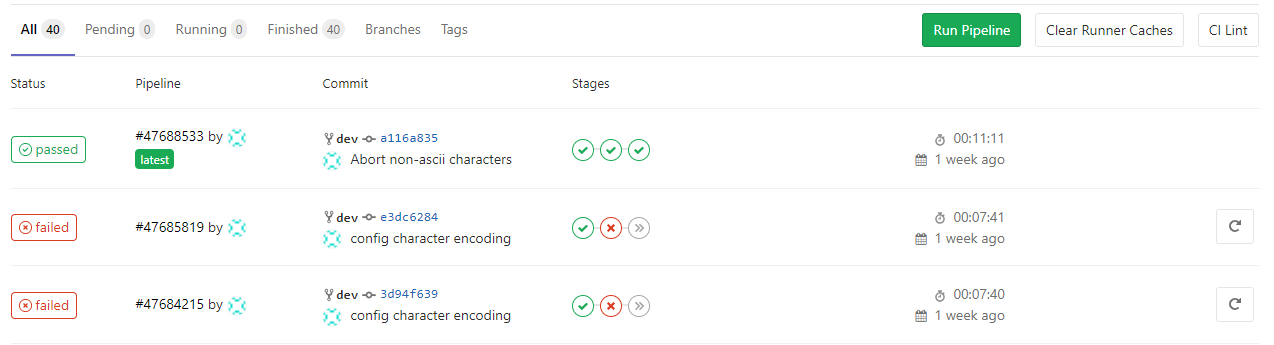 All 40 Pending 0 Running 0 Finished 40 Branches Tags Run Pipeline Clear Runner Caches CI Lint
Status Pipeline Commit Stages
passed #47688533 by dev a116a835 00:11:11
latest Abort non-ascii characters 1 week ago
failed #47685819 by dev e3dc6284 00:07:41
config character encoding 1 week ago
failed #47684215 by dev 3d94f639 00:07:40
config character encoding 1 week ago